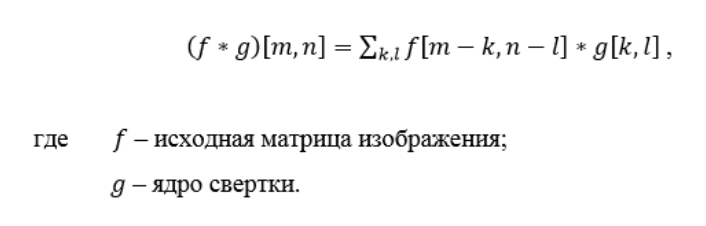 (f * g)[m, n] = ∑k,l f[m − k, n − l] * g[k, l] ,
где f – исходная матрица изображения;
g – ядро свертки.